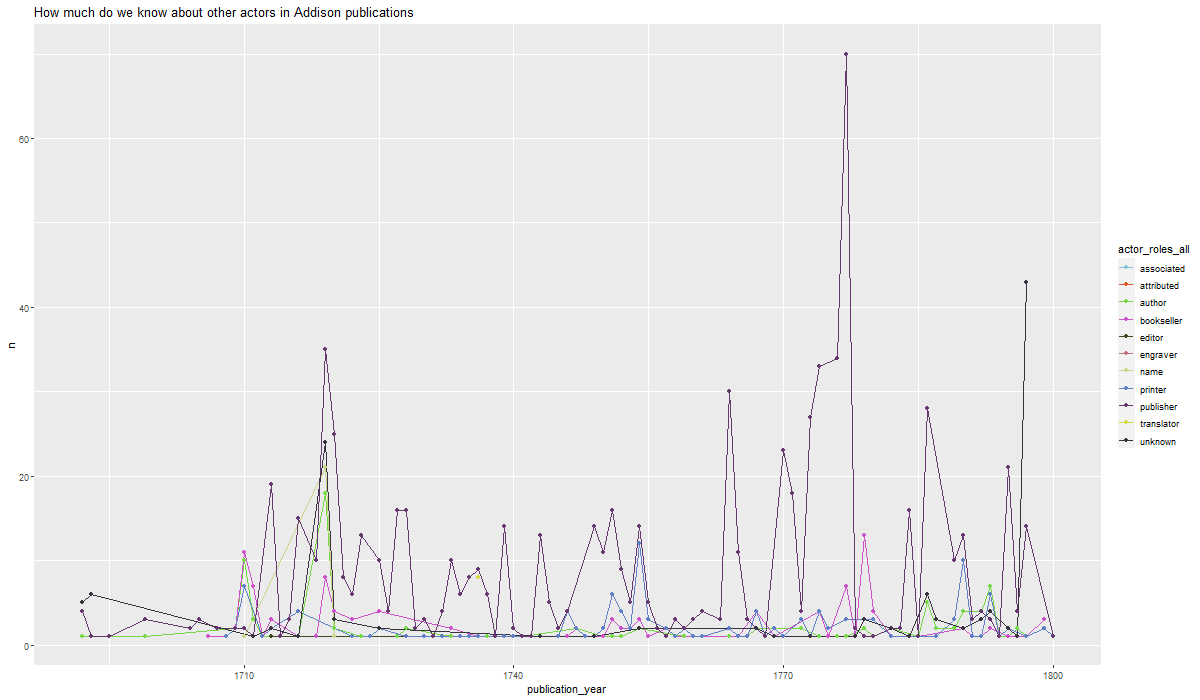 How much do we know about other actors in Addison publications
60
40
20
0
n
1710
1740
1770
1800
publication_year
actor_roles_all
associated
attributed
author
bookseller
editor
engraver
name
printer
publisher
translator
unknown